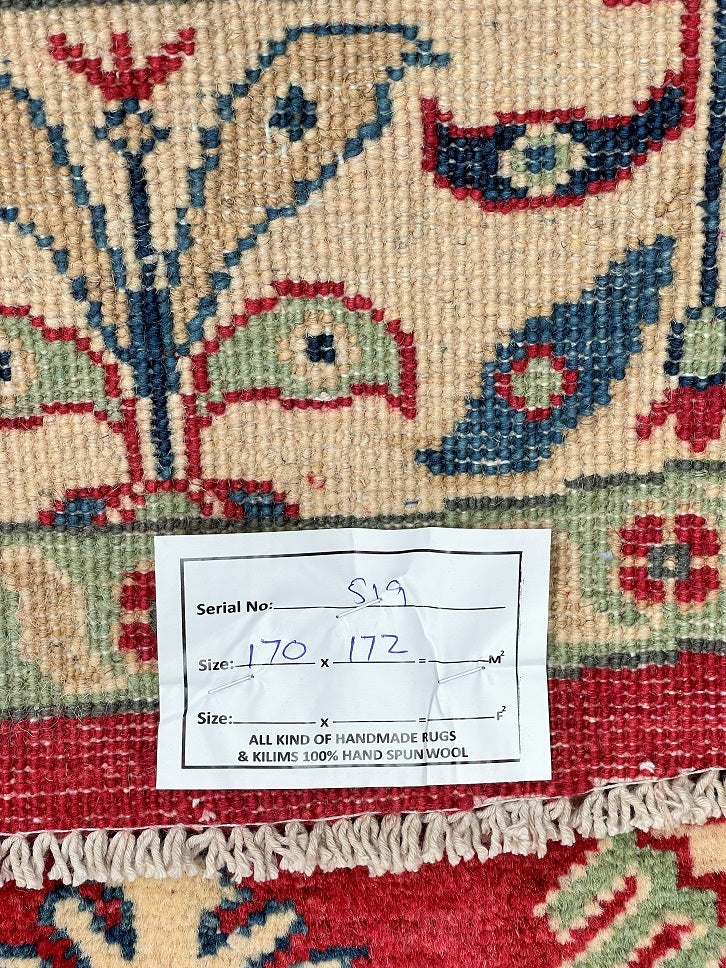 Serial No: S19
Size: 170 x 172 = M²
Size: x = F²
ALL KIND OF HANDMADE RUGS
& KILIMS 100% HAND SPUN WOOL